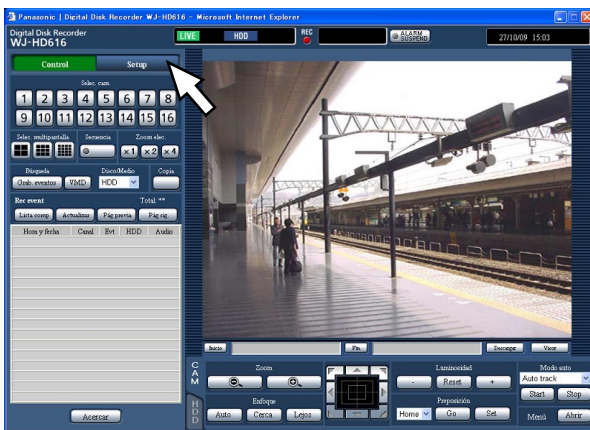 Panasonic | Digital Disk Recorder WJ-HD616 - Microsoft Internet Explorer
Digital Disk Recorder
WJ-HD616
LIVE HDD REC ALARM SUSPEND 27/10/09 15:03
Control Setup
Selec. cam.
1 2 3 4 5 6 7 8
9 10 11 12 13 14 15 16
Selec. multipantalla Secuencia Zoom elec.
x1 x2 x4
Búsqueda Disco/Medio Copia
Grab. eventos VMD HDD
Rec event Total: **
Lista comp Actualizar Pág previa Pág sig.
Hora y fecha Canal Evt HDD Audio
Inicio Fin Descargar Visor
CAM
HDD
Zoom Luminosidad Modo auto
- Reset + Auto track
Start Stop
Enfoque Preposición
Auto Cerca Lejos Home Go Set Menú Abrir
Acercar